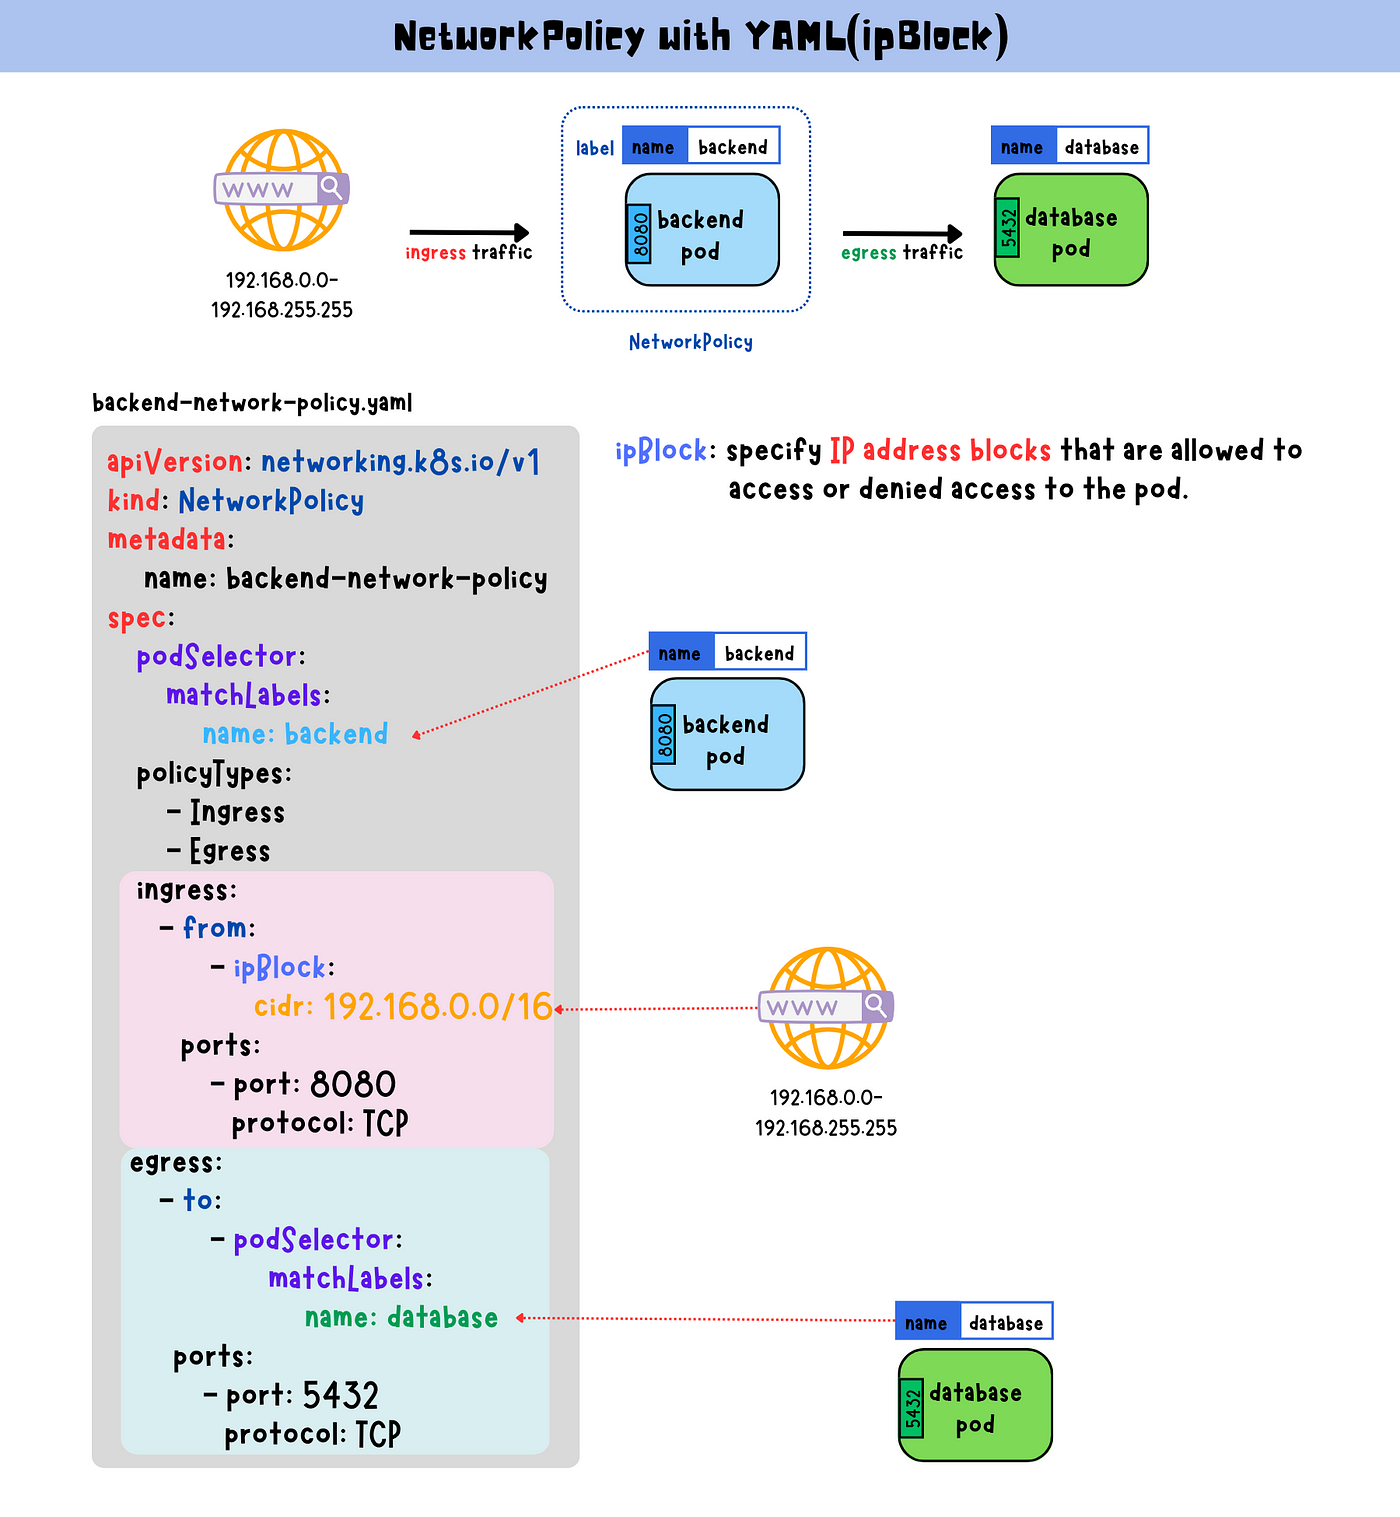 NetworkPolicy with YAML(ipBlock)
label name backend
name database
www
8080 backend
pod
5432 database
pod
ingress traffic
egress traffic
192.168.0.0-
192.168.255.255
NetworkPolicy
backend-network-policy.yaml
apiVersion: networking.k8s.io/v1
kind: NetworkPolicy
metadata:
name: backend-network-policy
spec:
podSelector:
matchLabels:
name: backend
policyTypes:
- Ingress
- Egress
ingress:
- from:
- ipBlock:
cidr: 192.168.0.0/16
ports:
- port: 8080
protocol: TCP
egress:
- to:
- podSelector:
matchLabels:
name: database
ports:
- port: 5432
protocol: TCP
ipBlock: specify IP address blocks that are allowed to
access or denied access to the pod.
name backend
8080 backend
pod
www
192.168.0.0-
192.168.255.255
name database
5432 database
pod